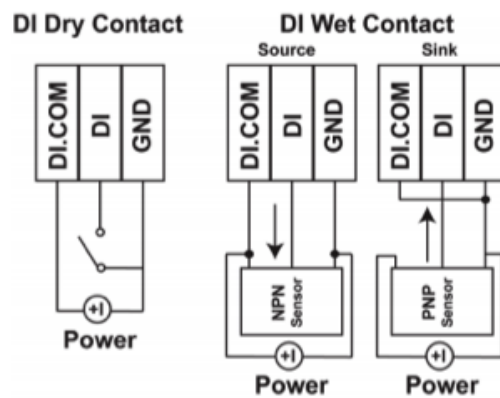 DI Dry Contact
DI Wet Contact
Source
Sink
DI.COM
DI
GND
DI.COM
DI
GND
DI.COM
DI
GND
NPN
Sensor
PNP
Sensor
+I
Power
+I
Power
+I
Power